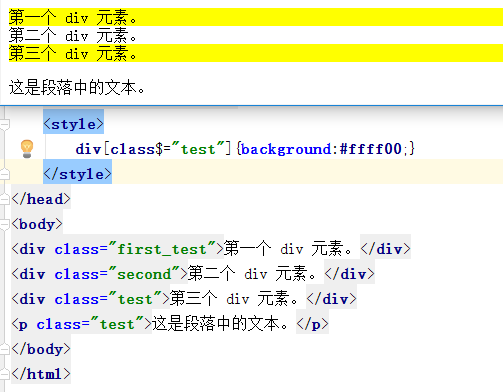 第一个 div 元素。
第二个 div 元素。
第三个 div 元素。
这是段落中的文本。
<style>
div[class$="test"]{background:#ffff00;}
</style>
</head>
<body>
<div class="first_test">第一个 div 元素。</div>
<div class="second">第二个 div 元素。</div>
<div class="test">第三个 div 元素。</div>
<p class="test">这是段落中的文本。</p>
</body>
</html>